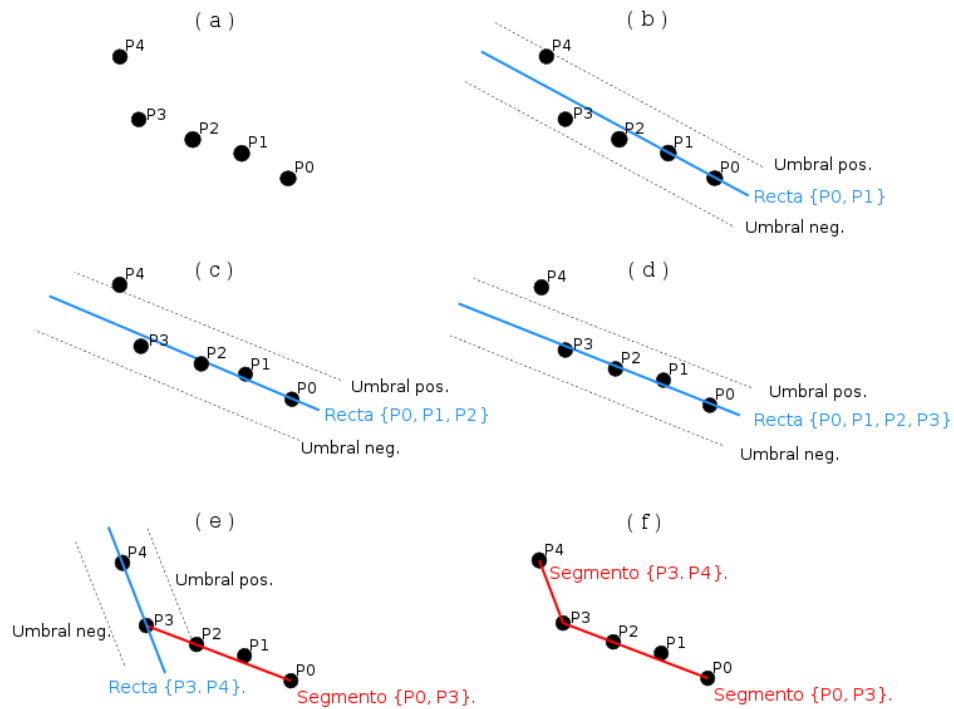 ( a )
P4
P3
P2
P1
P0
( b )
P4
P3
P2
P1
P0
Umbral pos.
Recta {P0, P1}
Umbral neg.
( c )
P4
P3
P2
P1
P0
Umbral pos.
Recta {P0, P1, P2}
Umbral neg.
( d )
P4
P3
P2
P1
P0
Umbral pos.
Recta {P0, P1, P2, P3}
Umbral neg.
( e )
P4
Umbral pos.
P3
Umbral neg.
P2
P1
P0
Recta {P3. P4}.
Segmento {P0, P3}.
( f )
P4
Segmento {P3. P4}.
P3
P2
P1
P0
Segmento {P0, P3}.